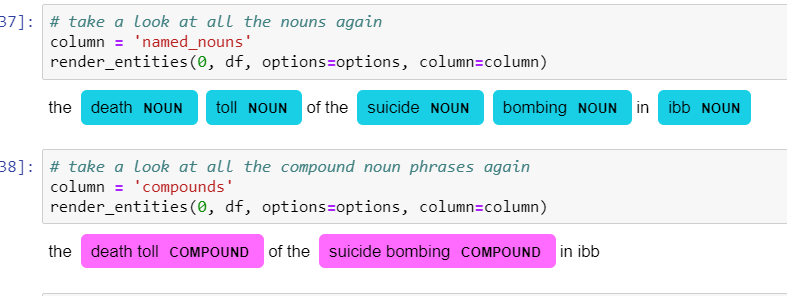 37]: # take a look at all the nouns again
column = 'named_nouns'
render_entities(0, df, options=options, column=column)
the death NOUN toll NOUN of the suicide NOUN bombing NOUN in ibb NOUN
38]: # take a look at all the compound noun phrases again
column = 'compounds'
render_entities(0, df, options=options, column=column)
the death toll COMPOUND of the suicide bombing COMPOUND in ibb